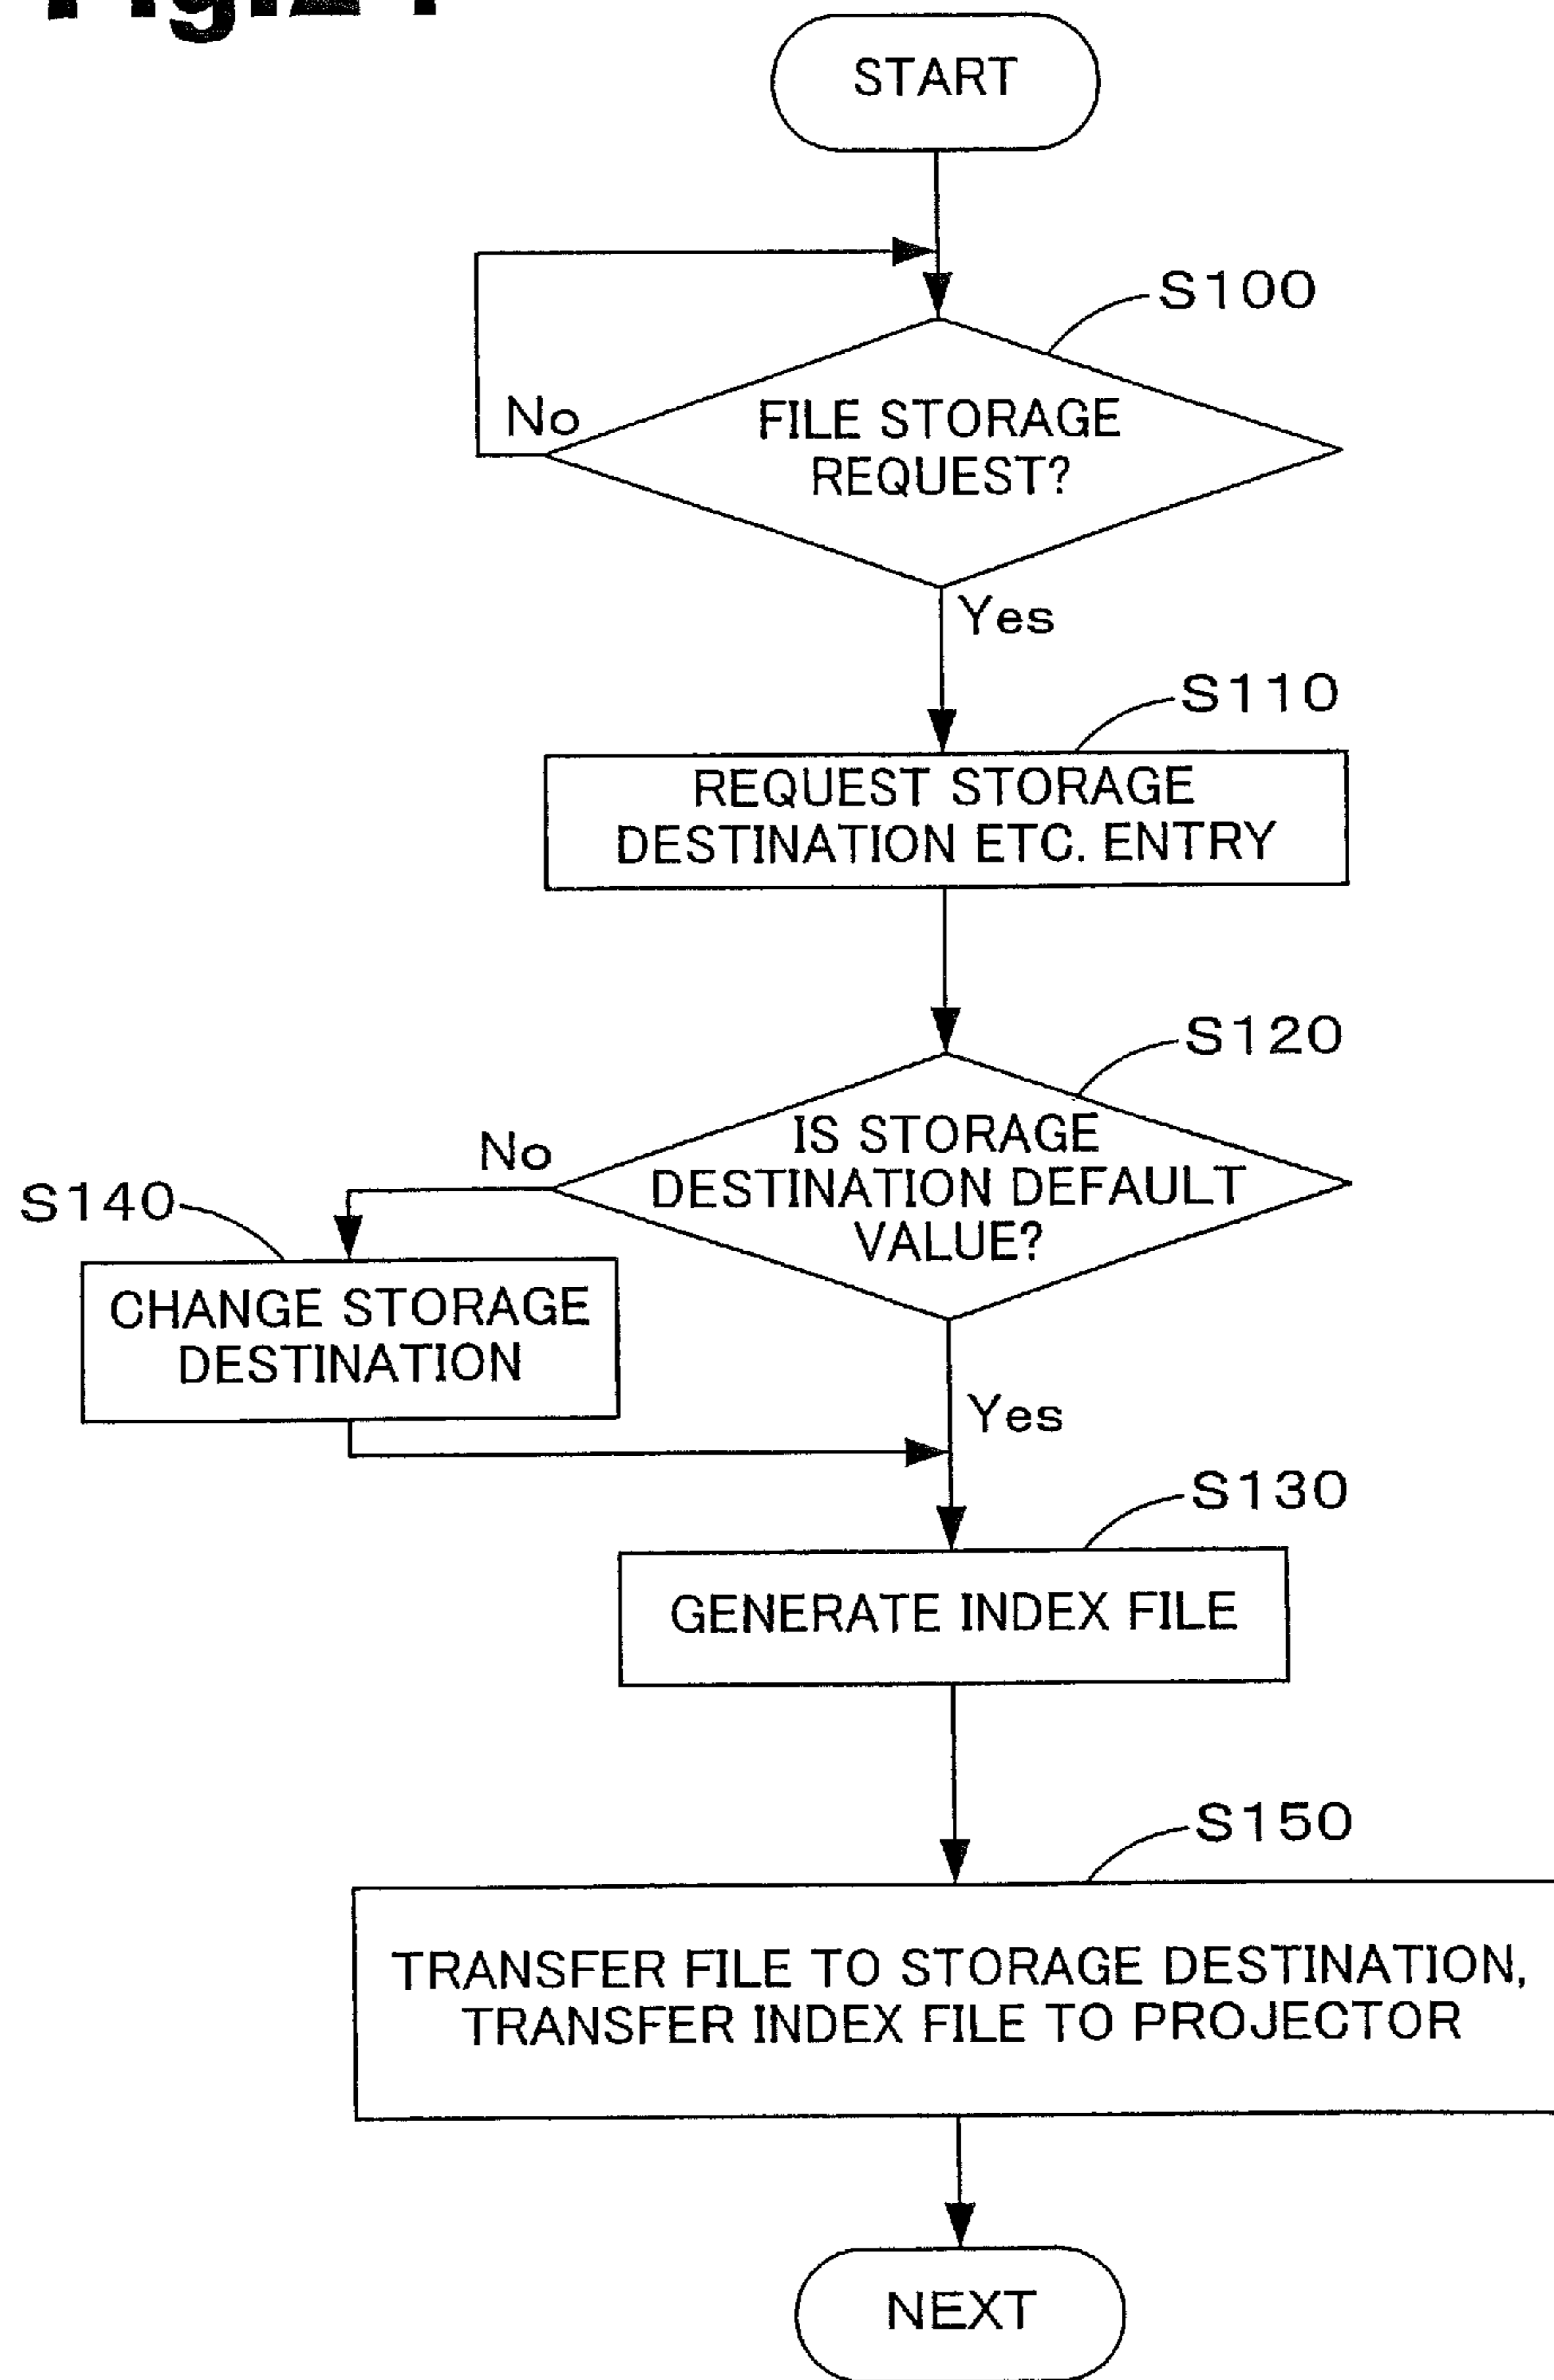 START
S100
No
FILE STORAGE
REQUEST?
Yes
S110
REQUEST STORAGE
DESTINATION ETC. ENTRY
S120
No
IS STORAGE
DESTINATION DEFAULT
VALUE?
S140
CHANGE STORAGE
DESTINATION
Yes
S130
GENERATE INDEX FILE
S150
TRANSFER FILE TO STORAGE DESTINATION,
TRANSFER INDEX FILE TO PROJECTOR
NEXT